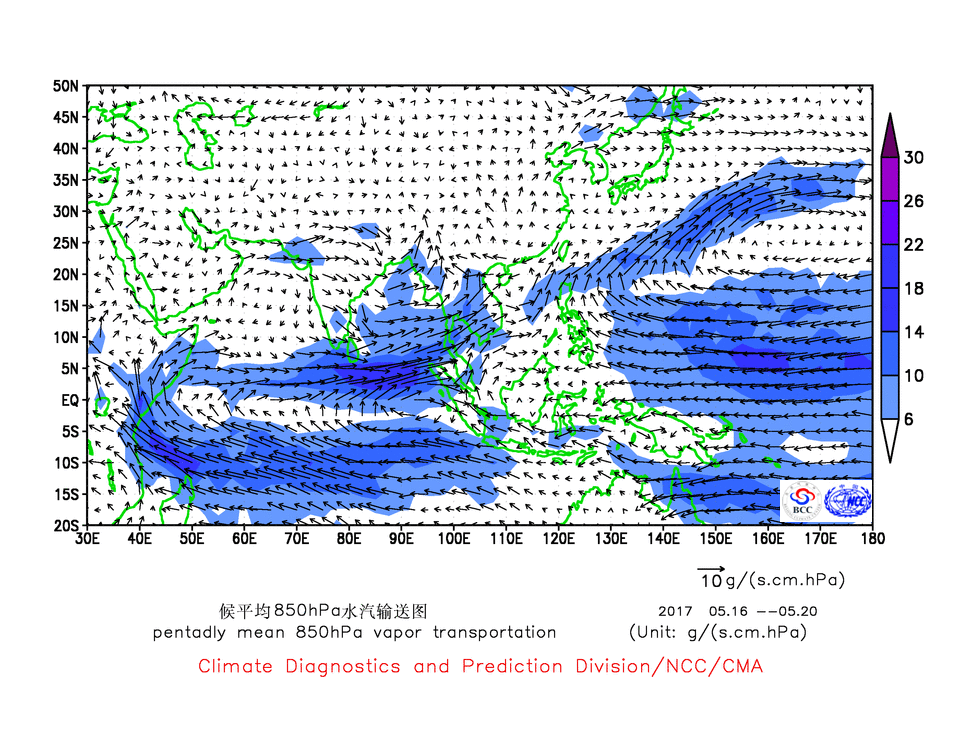 50N
45N
40N
35N
30N
25N
20N
15N
10N
5N
EQ
5S
10S
15S
20S
30E 40E 50E 60E 70E 80E 90E 100E 110E 120E 130E 140E 150E 160E 170E 180
30
26
22
18
14
10
6
BCC NCC
10 g/(s.cm.hPa)
候平均850hPa水汽输送图 2017 05.16 --05.20
pentadly mean 850hPa vapor transportation (Unit: g/(s.cm.hPa)
Climate Diagnostics and Prediction Division/NCC/CMA